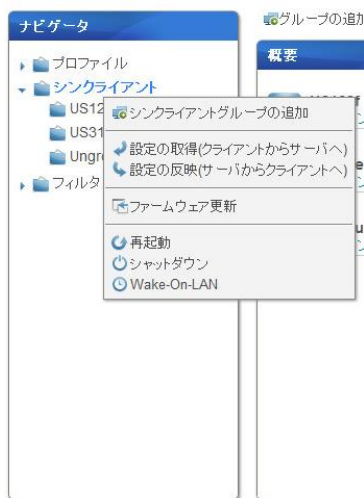 ナビゲータ
グループの追加
プロファイル
概要
シンクライアント
US12
シンクライアントグループの追加
US31
設定の取得(クライアントからサーバへ)
Ungr
設定の反映(サーバからクライアントへ)
フィルタ
ファームウェア更新
再起動
シャットダウン
Wake-On-LAN